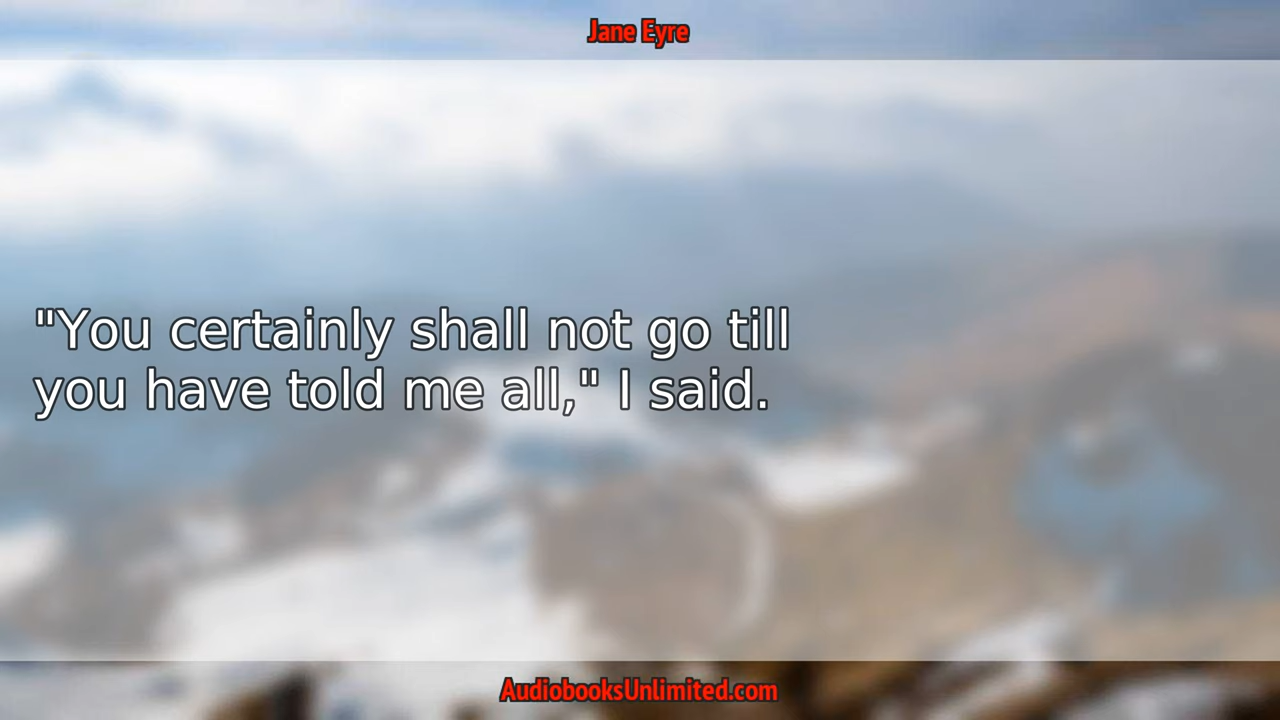 Jane Eyre
"You certainly shall not go till
you have told me all," I said.
AudiobooksUnlimited.com